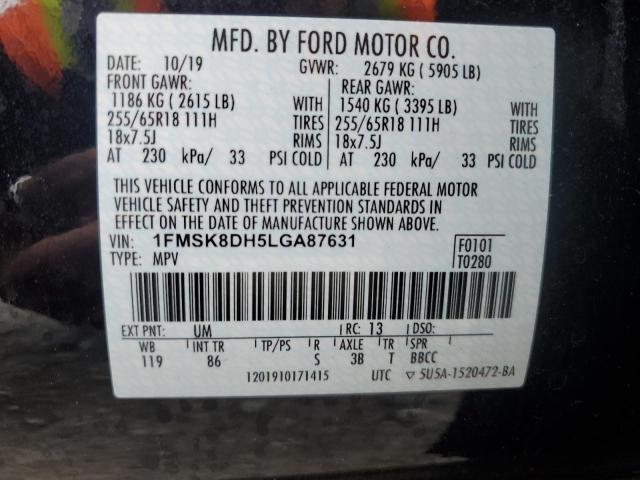 MFD. BY FORD MOTOR CO.
DATE: 10/19 GVWR: 2679 KG ( 5905 LB)
FRONT GAWR: REAR GAWR:
1186 KG ( 2615 LB) WITH 1540 KG ( 3395 LB) WITH
255/65R18 111H TIRES 255/65R18 111H TIRES
18x7.5J RIMS 18x7.5J RIMS
AT 230 kPa/ 33 PSI COLD AT 230 kPa/ 33 PSI COLD
THIS VEHICLE CONFORMS TO ALL APPLICABLE FEDERAL MOTOR
VEHICLE SAFETY AND THEFT PREVENTION STANDARDS IN
EFFECT ON THE DATE OF MANUFACTURE SHOWN ABOVE.
VIN: 1FMSK8DH5LGA87631 F0101
TYPE: MPV T0280
EXT PNT: UM RC: 13 DSO:
WB INT TR TP/PS R AXLE TR SPR
119 86 S 3B T BBCC
1201910171415 UTC ▽ 5U5A-1520472-BA